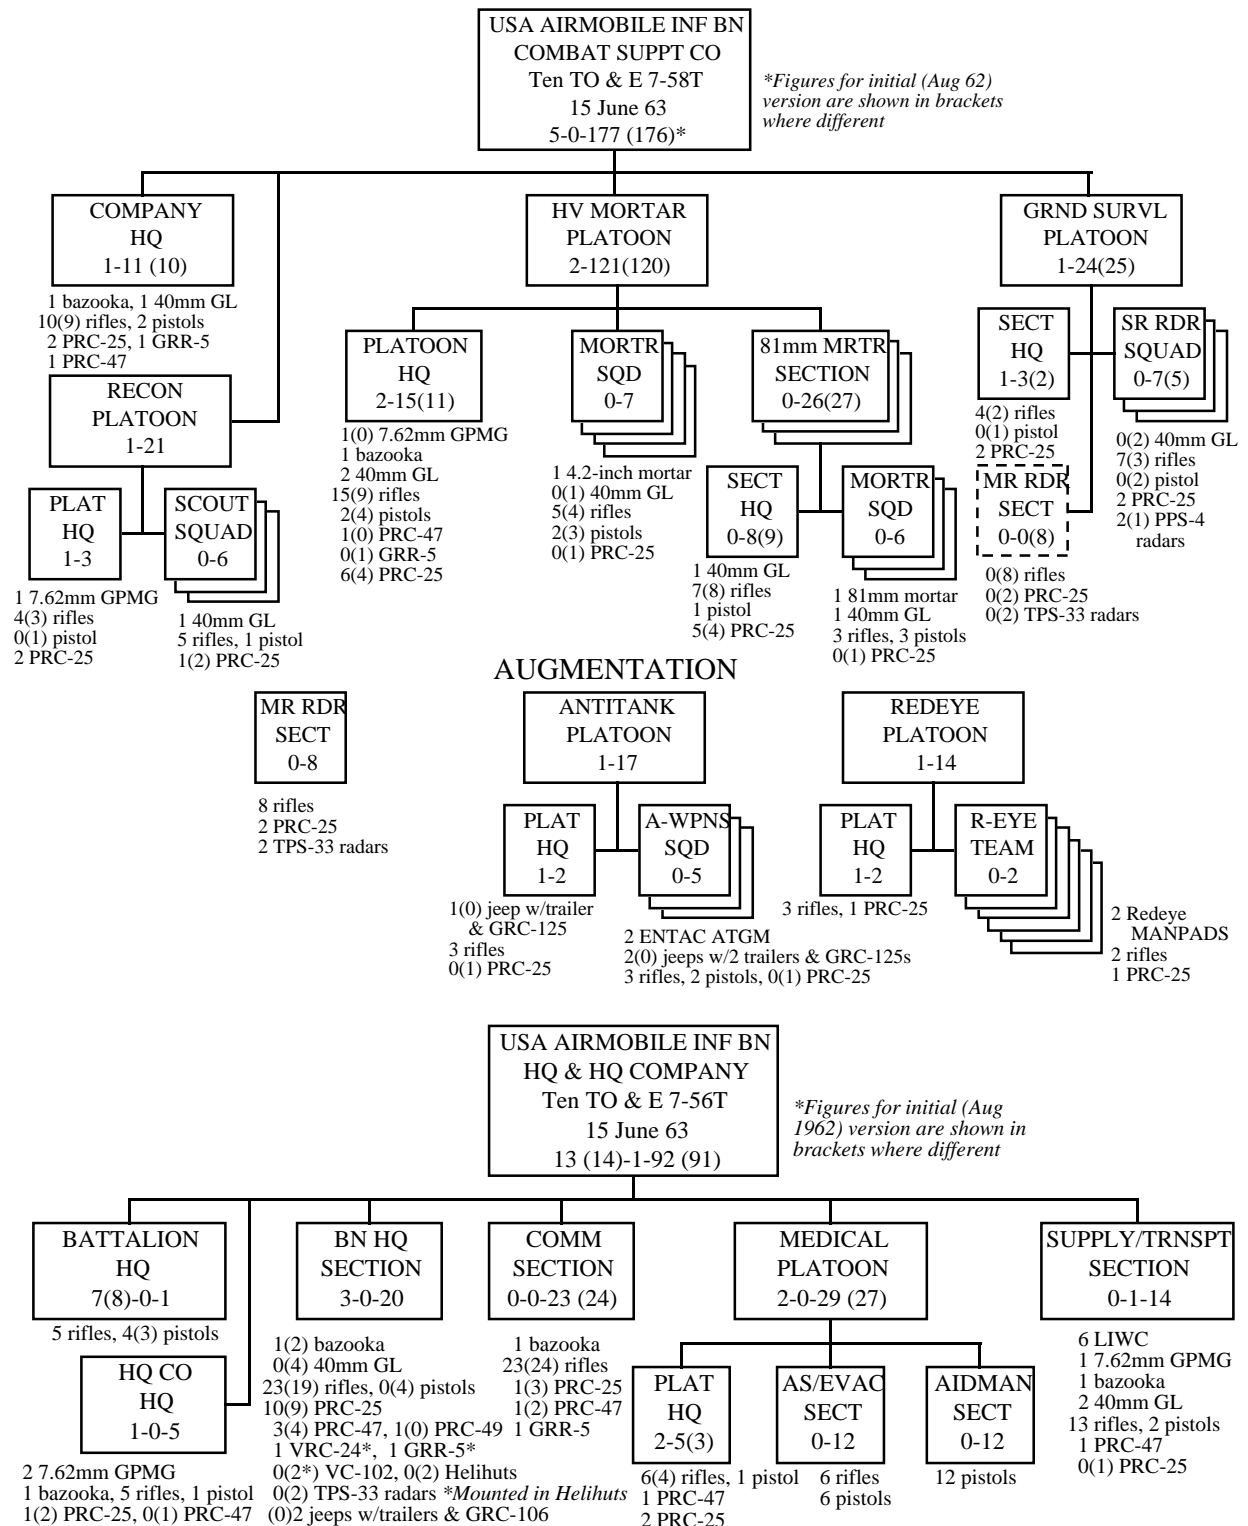 USA AIRMOBILE INF BN
COMBAT SUPPT CO
Ten TO & E 7-58T
15 June 63
5-0-177 (176)*
*Figures for initial (Aug 62)
version are shown in brackets
where different
COMPANY
HQ
1-11 (10)
1 bazooka, 1 40mm GL
10(9) rifles, 2 pistols
2 PRC-25, 1 GRR-5
1 PRC-47
RECON
PLATOON
1-21
PLAT
HQ
1-3
1 7.62mm GPMG
4(3) rifles
0(1) pistol
2 PRC-25
SCOUT
SQUAD
0-6
1 40mm GL
5 rifles, 1 pistol
1(2) PRC-25
HV MORTAR
PLATOON
2-121(120)
PLATOON
HQ
2-15(11)
1(0) 7.62mm GPMG
1 bazooka
2 40mm GL
15(9) rifles
2(4) pistols
1(0) PRC-47
0(1) GRR-5
6(4) PRC-25
MORTR
SQD
0-7
1 4.2-inch mortar
0(1) 40mm GL
5(4) rifles
2(3) pistols
0(1) PRC-25
81mm MRTR
SECTION
0-26(27)
SECT
HQ
0-8(9)
1 40mm GL
7(8) rifles
1 pistol
5(4) PRC-25
MORTR
SQD
0-6
1 81mm mortar
1 40mm GL
3 rifles, 3 pistols
0(1) PRC-25
GRND SURVL
PLATOON
1-24(25)
SECT
HQ
1-3(2)
4(2) rifles
0(1) pistol
2 PRC-25
SR RDR
SQUAD
0-7(5)
0(2) 40mm GL
7(3) rifles
0(2) pistol
2 PRC-25
2(1) PPS-4
radars
MR RDR
SECT
0-0(8)
0(8) rifles
0(2) PRC-25
0(2) TPS-33 radars
AUGMENTATION
MR RDR
SECT
0-8
8 rifles
2 PRC-25
2 TPS-33 radars
ANTITANK
PLATOON
1-17
PLAT
HQ
1-2
1(0) jeep w/trailer
& GRC-125
3 rifles
0(1) PRC-25
A-WPNS
SQD
0-5
2 ENTAC ATGM
2(0) jeeps w/2 trailers & GRC-125s
3 rifles, 2 pistols, 0(1) PRC-25
REDEYE
PLATOON
1-14
PLAT
HQ
1-2
3 rifles, 1 PRC-25
R-EYE
TEAM
0-2
2 Redeye
MANPADS
2 rifles
1 PRC-25
USA AIRMOBILE INF BN
HQ & HQ COMPANY
Ten TO & E 7-56T
15 June 63
13 (14)-1-92 (91)
*Figures for initial (Aug
1962) version are shown in
brackets where different
BATTALION
HQ
7(8)-0-1
5 rifles, 4(3) pistols
HQ CO
HQ
1-0-5
2 7.62mm GPMG
1 bazooka, 5 rifles, 1 pistol
1(2) PRC-25, 0(1) PRC-47
BN HQ
SECTION
3-0-20
1(2) bazooka
0(4) 40mm GL
23(19) rifles, 0(4) pistols
10(9) PRC-25
3(4) PRC-47, 1(0) PRC-49
1 VRC-24*, 1 GRR-5*
0(2*) VC-102, 0(2) Helihuts
0(2) TPS-33 radars *Mounted in Helihuts
(0)2 jeeps w/trailers & GRC-106
COMM
SECTION
0-0-23 (24)
1 bazooka
23(24) rifles
1(3) PRC-25
1(2) PRC-47
1 GRR-5
MEDICAL
PLATOON
2-0-29 (27)
PLAT
HQ
2-5(3)
6(4) rifles, 1 pistol
1 PRC-47
2 PRC-25
AS/EVAC
SECT
0-12
6 rifles
6 pistols
AIDMAN
SECT
0-12
12 pistols
SUPPLY/TRNSPT
SECTION
0-1-14
6 LIWC
1 7.62mm GPMG
1 bazooka
2 40mm GL
13 rifles, 2 pistols
1 PRC-47
0(1) PRC-25